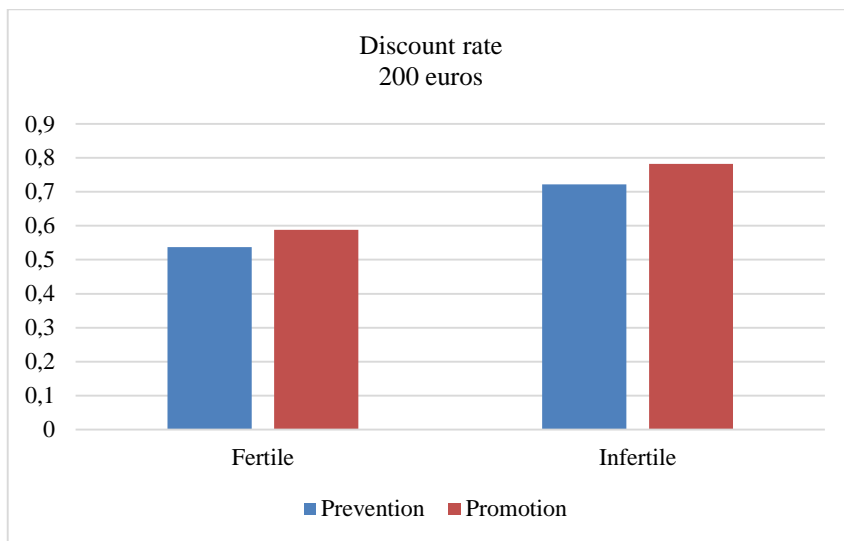 Discount rate
200 euros
0,9
0,8
0,7
0,6
0,5
0,4
0,3
0,2
0,1
0
Fertile Infertile
Prevention Promotion